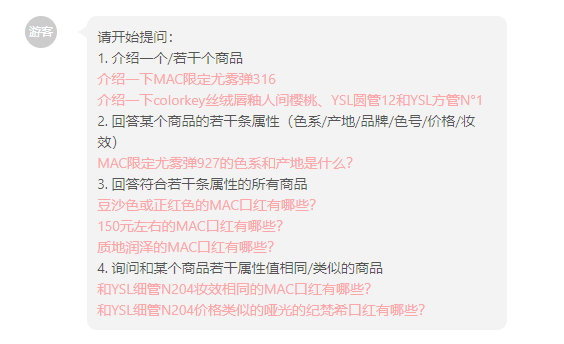 游客
请开始提问：
1. 介绍一个/若干个商品
介绍一下MAC限定尤雾弹316
介绍一下colorkey丝绒唇釉人间樱桃、YSL圆管12和YSL方管N°1
2. 回答某个商品的若干条属性（色系/产地/品牌/色号/价格/妆
效）
MAC限定尤雾弹927的色系和产地是什么？
3. 回答符合若干条属性的所有商品
豆沙色或正红色的MAC口红有哪些？
150元左右的MAC口红有哪些？
质地润泽的MAC口红有哪些？
4. 询问和某个商品若干属性值相同/类似的商品
和YSL细管N204妆效相同的MAC口红有哪些？
和YSL细管N204价格类似的哑光的纪梵希口红有哪些？